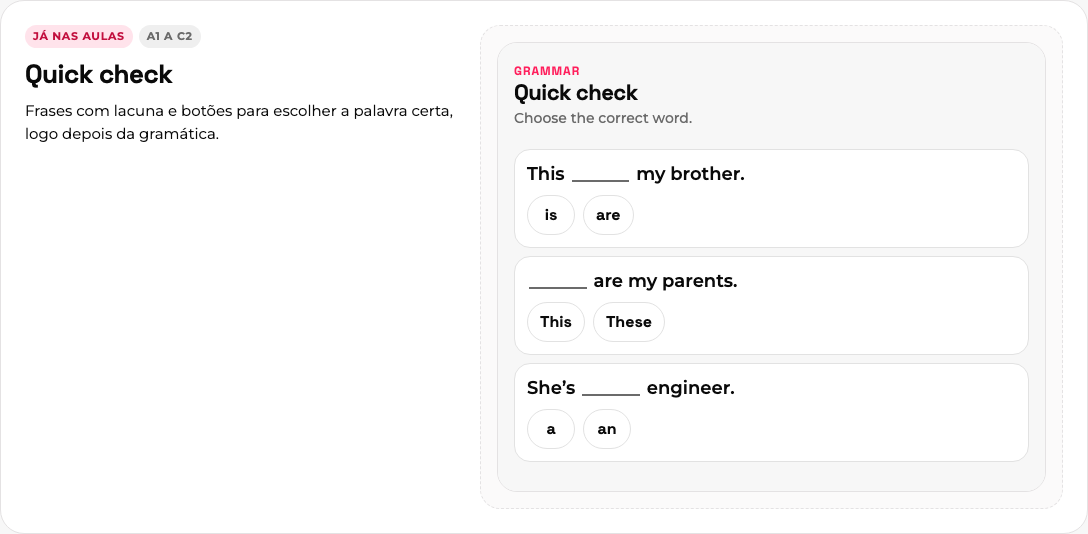 JÁ NAS AULAS A1 A C2
Quick check
Frases com lacuna e botões para escolher a palavra certa,
logo depois da gramática.
GRAMMAR
Quick check
Choose the correct word.
This ______ my brother.
is are
______ are my parents.
This These
She’s ______ engineer.
a an